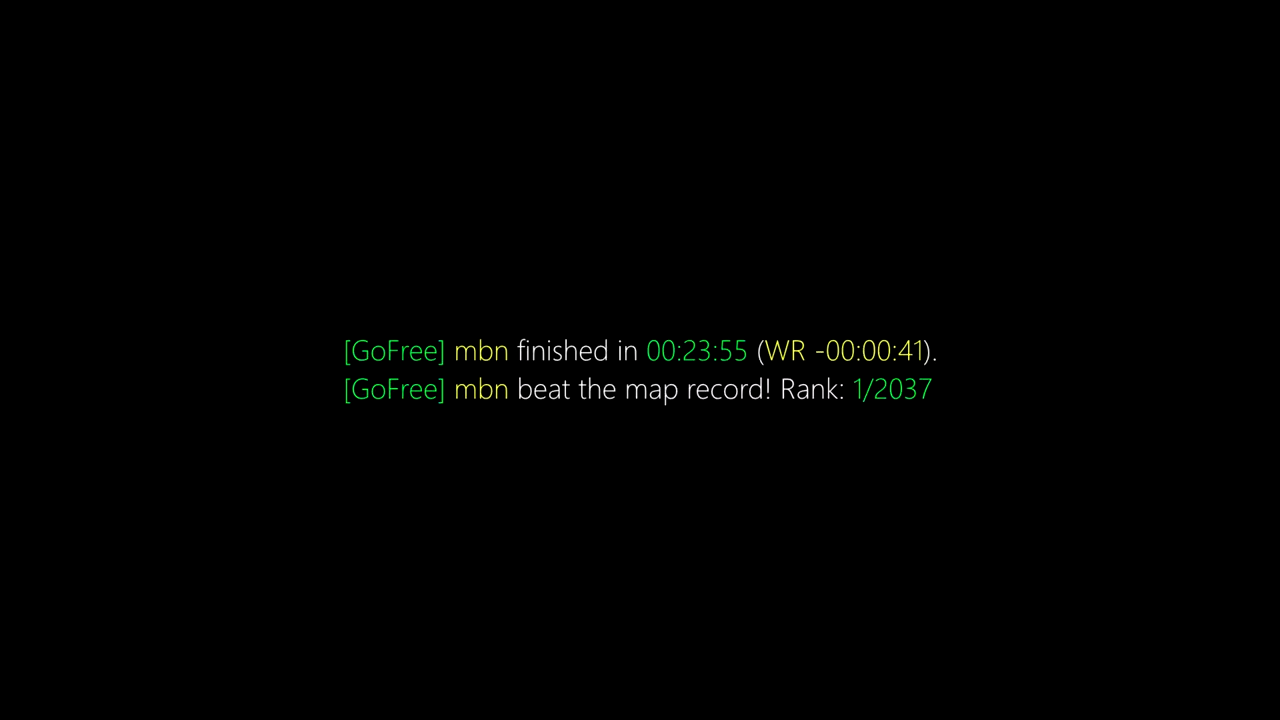 [GoFree] mbn finished in 00:23:55 (WR -00:00:41).
[GoFree] mbn beat the map record! Rank: 1/2037